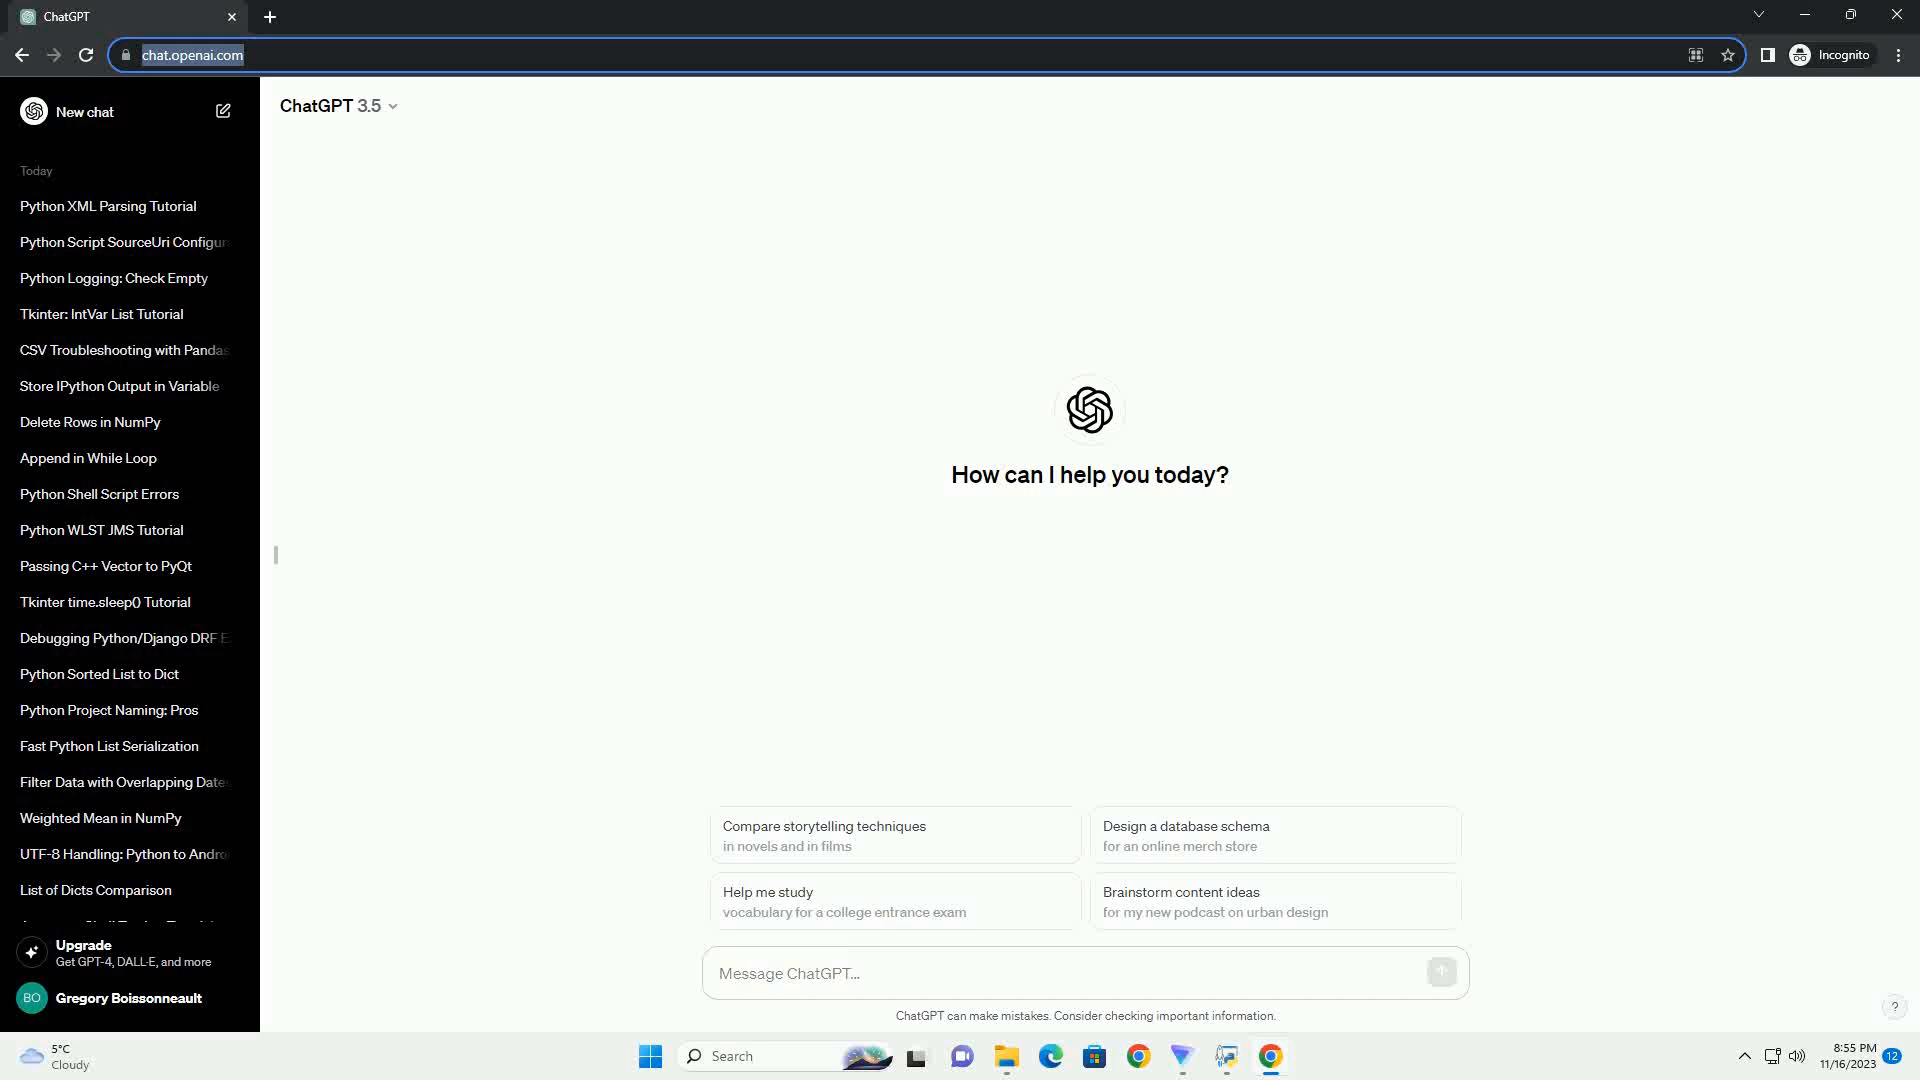 ChatGPT
chat.openai.com
Incognito
New chat
ChatGPT 3.5
Today
Python XML Parsing Tutorial
Python Script SourceUri Configur
Python Logging: Check Empty
Tkinter: IntVar List Tutorial
CSV Troubleshooting with Pandas
Store IPython Output in Variable
Delete Rows in NumPy
Append in While Loop
Python Shell Script Errors
Python WLST JMS Tutorial
Passing C++ Vector to PyQt
Tkinter time.sleep() Tutorial
Debugging Python/Django DRF E
Python Sorted List to Dict
Python Project Naming: Pros
Fast Python List Serialization
Filter Data with Overlapping Date
Weighted Mean in NumPy
UTF-8 Handling: Python to Andro
List of Dicts Comparison
Upgrade
Get GPT-4, DALL·E, and more
BO
Gregory Boissonneault
How can I help you today?
Compare storytelling techniques
in novels and in films
Design a database schema
for an online merch store
Help me study
vocabulary for a college entrance exam
Brainstorm content ideas
for my new podcast on urban design
Message ChatGPT...
ChatGPT can make mistakes. Consider checking important information.
?
5°C
Cloudy
Search
8:55 PM
11/16/2023
12